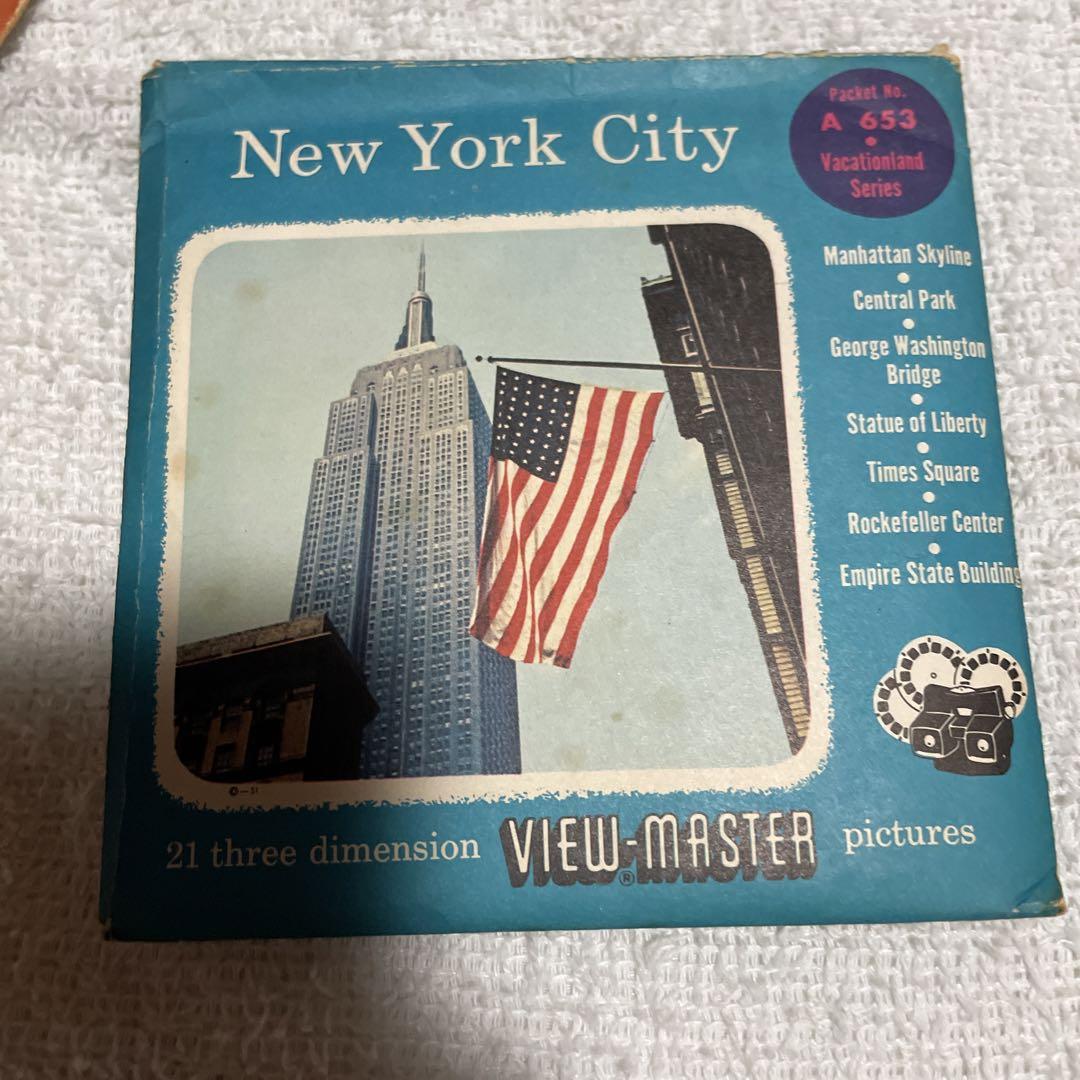 New York City
Packet No.
A 653
•
Vacationland
Series
Manhattan Skyline
•
Central Park
•
George Washington
Bridge
•
Statue of Liberty
•
Times Square
•
Rockefeller Center
•
Empire State Building
21 three dimension VIEW-MASTER® pictures